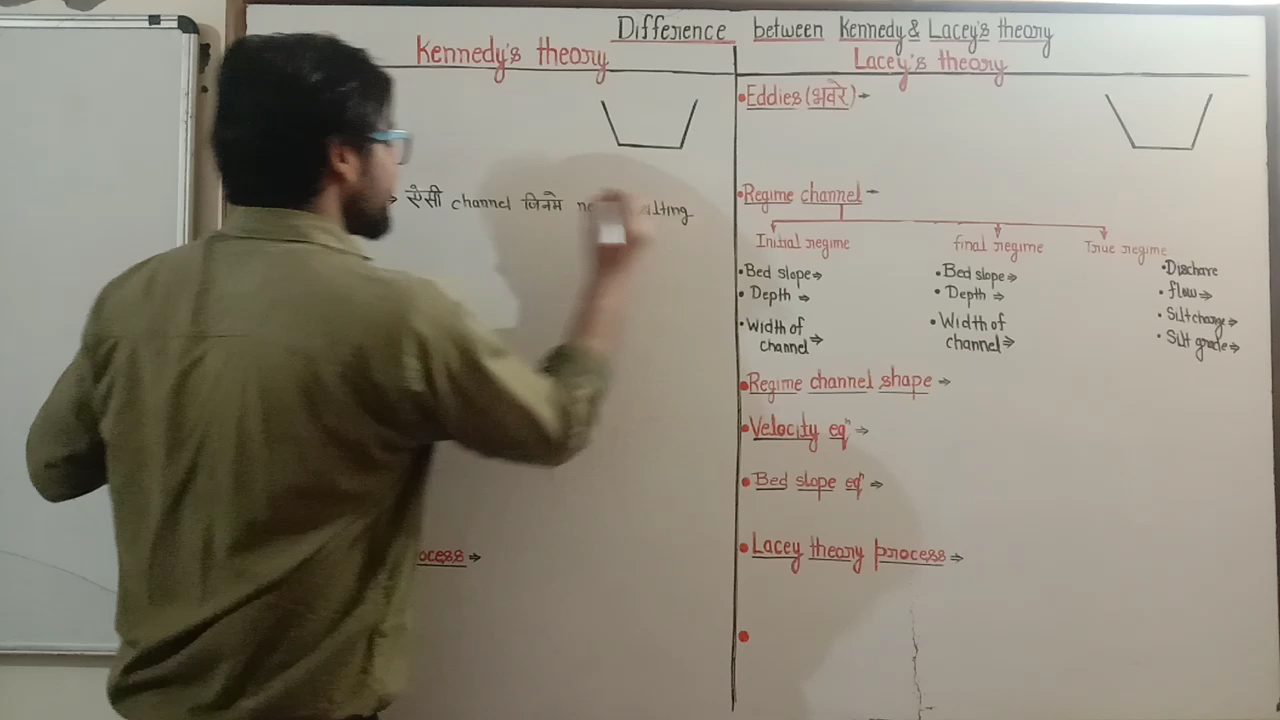 Difference between Kennedy & Lacey's theory
Kennedy's theory
Lacey's theory
• Eddies (भवरे) →
ऐसी channel जिनमे
• Regime channel →
Initial regime
final regime
True regime
• Bed slope ⇒
• Depth ⇒
• Width of
channel ⇒
• Bed slope ⇒
• Depth ⇒
• Width of
channel ⇒
• Dischare
• flow ⇒
• Silt charge ⇒
• Silt grade ⇒
• Regime channel shape →
• Velocity eqⁿ →
• Bed slope eqⁿ →
ocess →
• Lacey theory process →